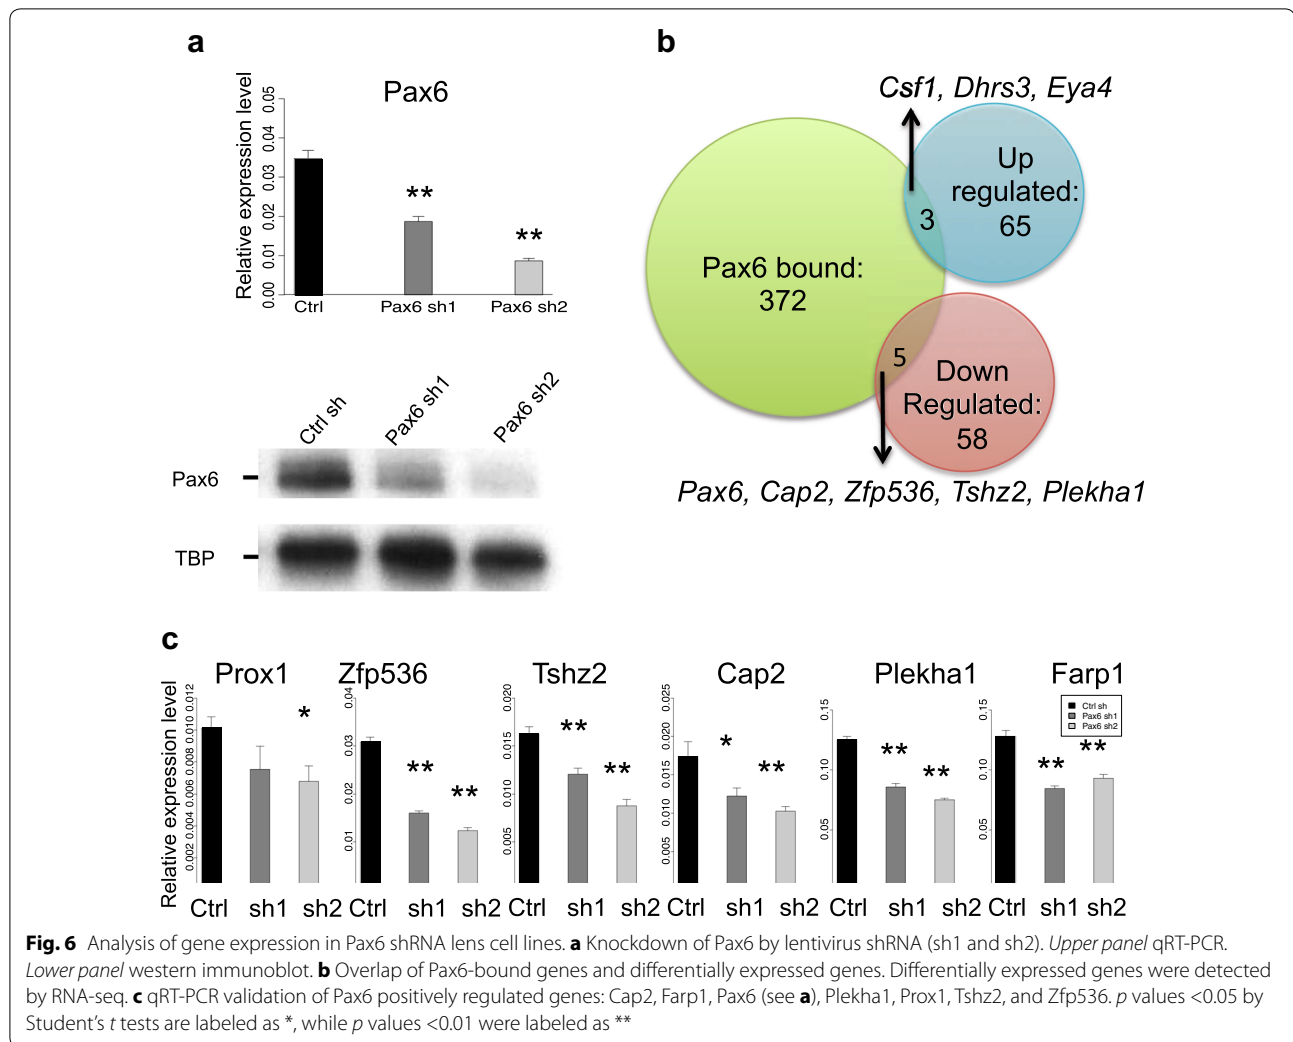 a
Pax6
Relative expression level
0.00 0.01 0.02 0.03 0.04 0.05
Ctrl Pax6 sh1 Pax6 sh2
** **
Ctrl sh Pax6 sh1 Pax6 sh2
Pax6
TBP
b
Csf1, Dhrs3, Eya4
Up
regulated:
65
3
Pax6 bound:
372
5
Down
Regulated:
58
Pax6, Cap2, Zfp536, Tshz2, Plekha1
c
Relative expression level
Prox1
0.002 0.004 0.006 0.008 0.010 0.012
*
Ctrl sh1 sh2
Zfp536
0.01 0.02 0.03 0.04
** **
Ctrl sh1 sh2
Tshz2
0.005 0.010 0.015 0.020
** **
Ctrl sh1 sh2
Cap2
0.005 0.010 0.015 0.020 0.025
* **
Ctrl sh1 sh2
Plekha1
0.05 0.10 0.15
** **
Ctrl sh1 sh2
Farp1
0.05 0.10 0.15
Ctrl sh
Pax6 sh1
Pax6 sh2
** **
Ctrl sh1 sh2
Fig. 6 Analysis of gene expression in Pax6 shRNA lens cell lines. a Knockdown of Pax6 by lentivirus shRNA (sh1 and sh2). Upper panel qRT-PCR.
Lower panel western immunoblot. b Overlap of Pax6-bound genes and differentially expressed genes. Differentially expressed genes were detected
by RNA-seq. c qRT-PCR validation of Pax6 positively regulated genes: Cap2, Farp1, Pax6 (see a), Plekha1, Prox1, Tshz2, and Zfp536. p values <0.05 by
Student's t tests are labeled as *, while p values <0.01 were labeled as **